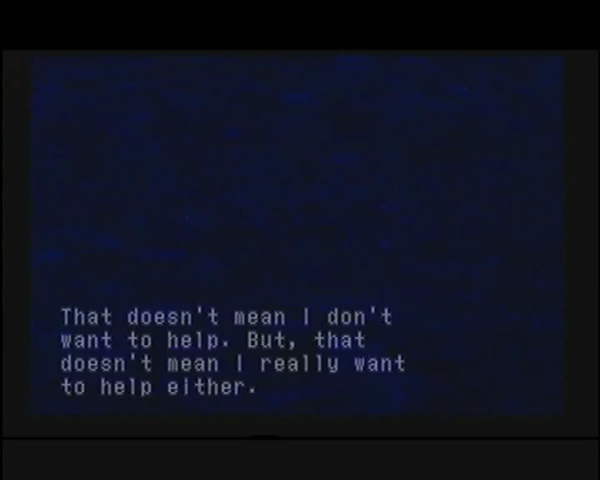 That doesn't mean I don't
want to help. But, that
doesn't mean I really want
to help either.